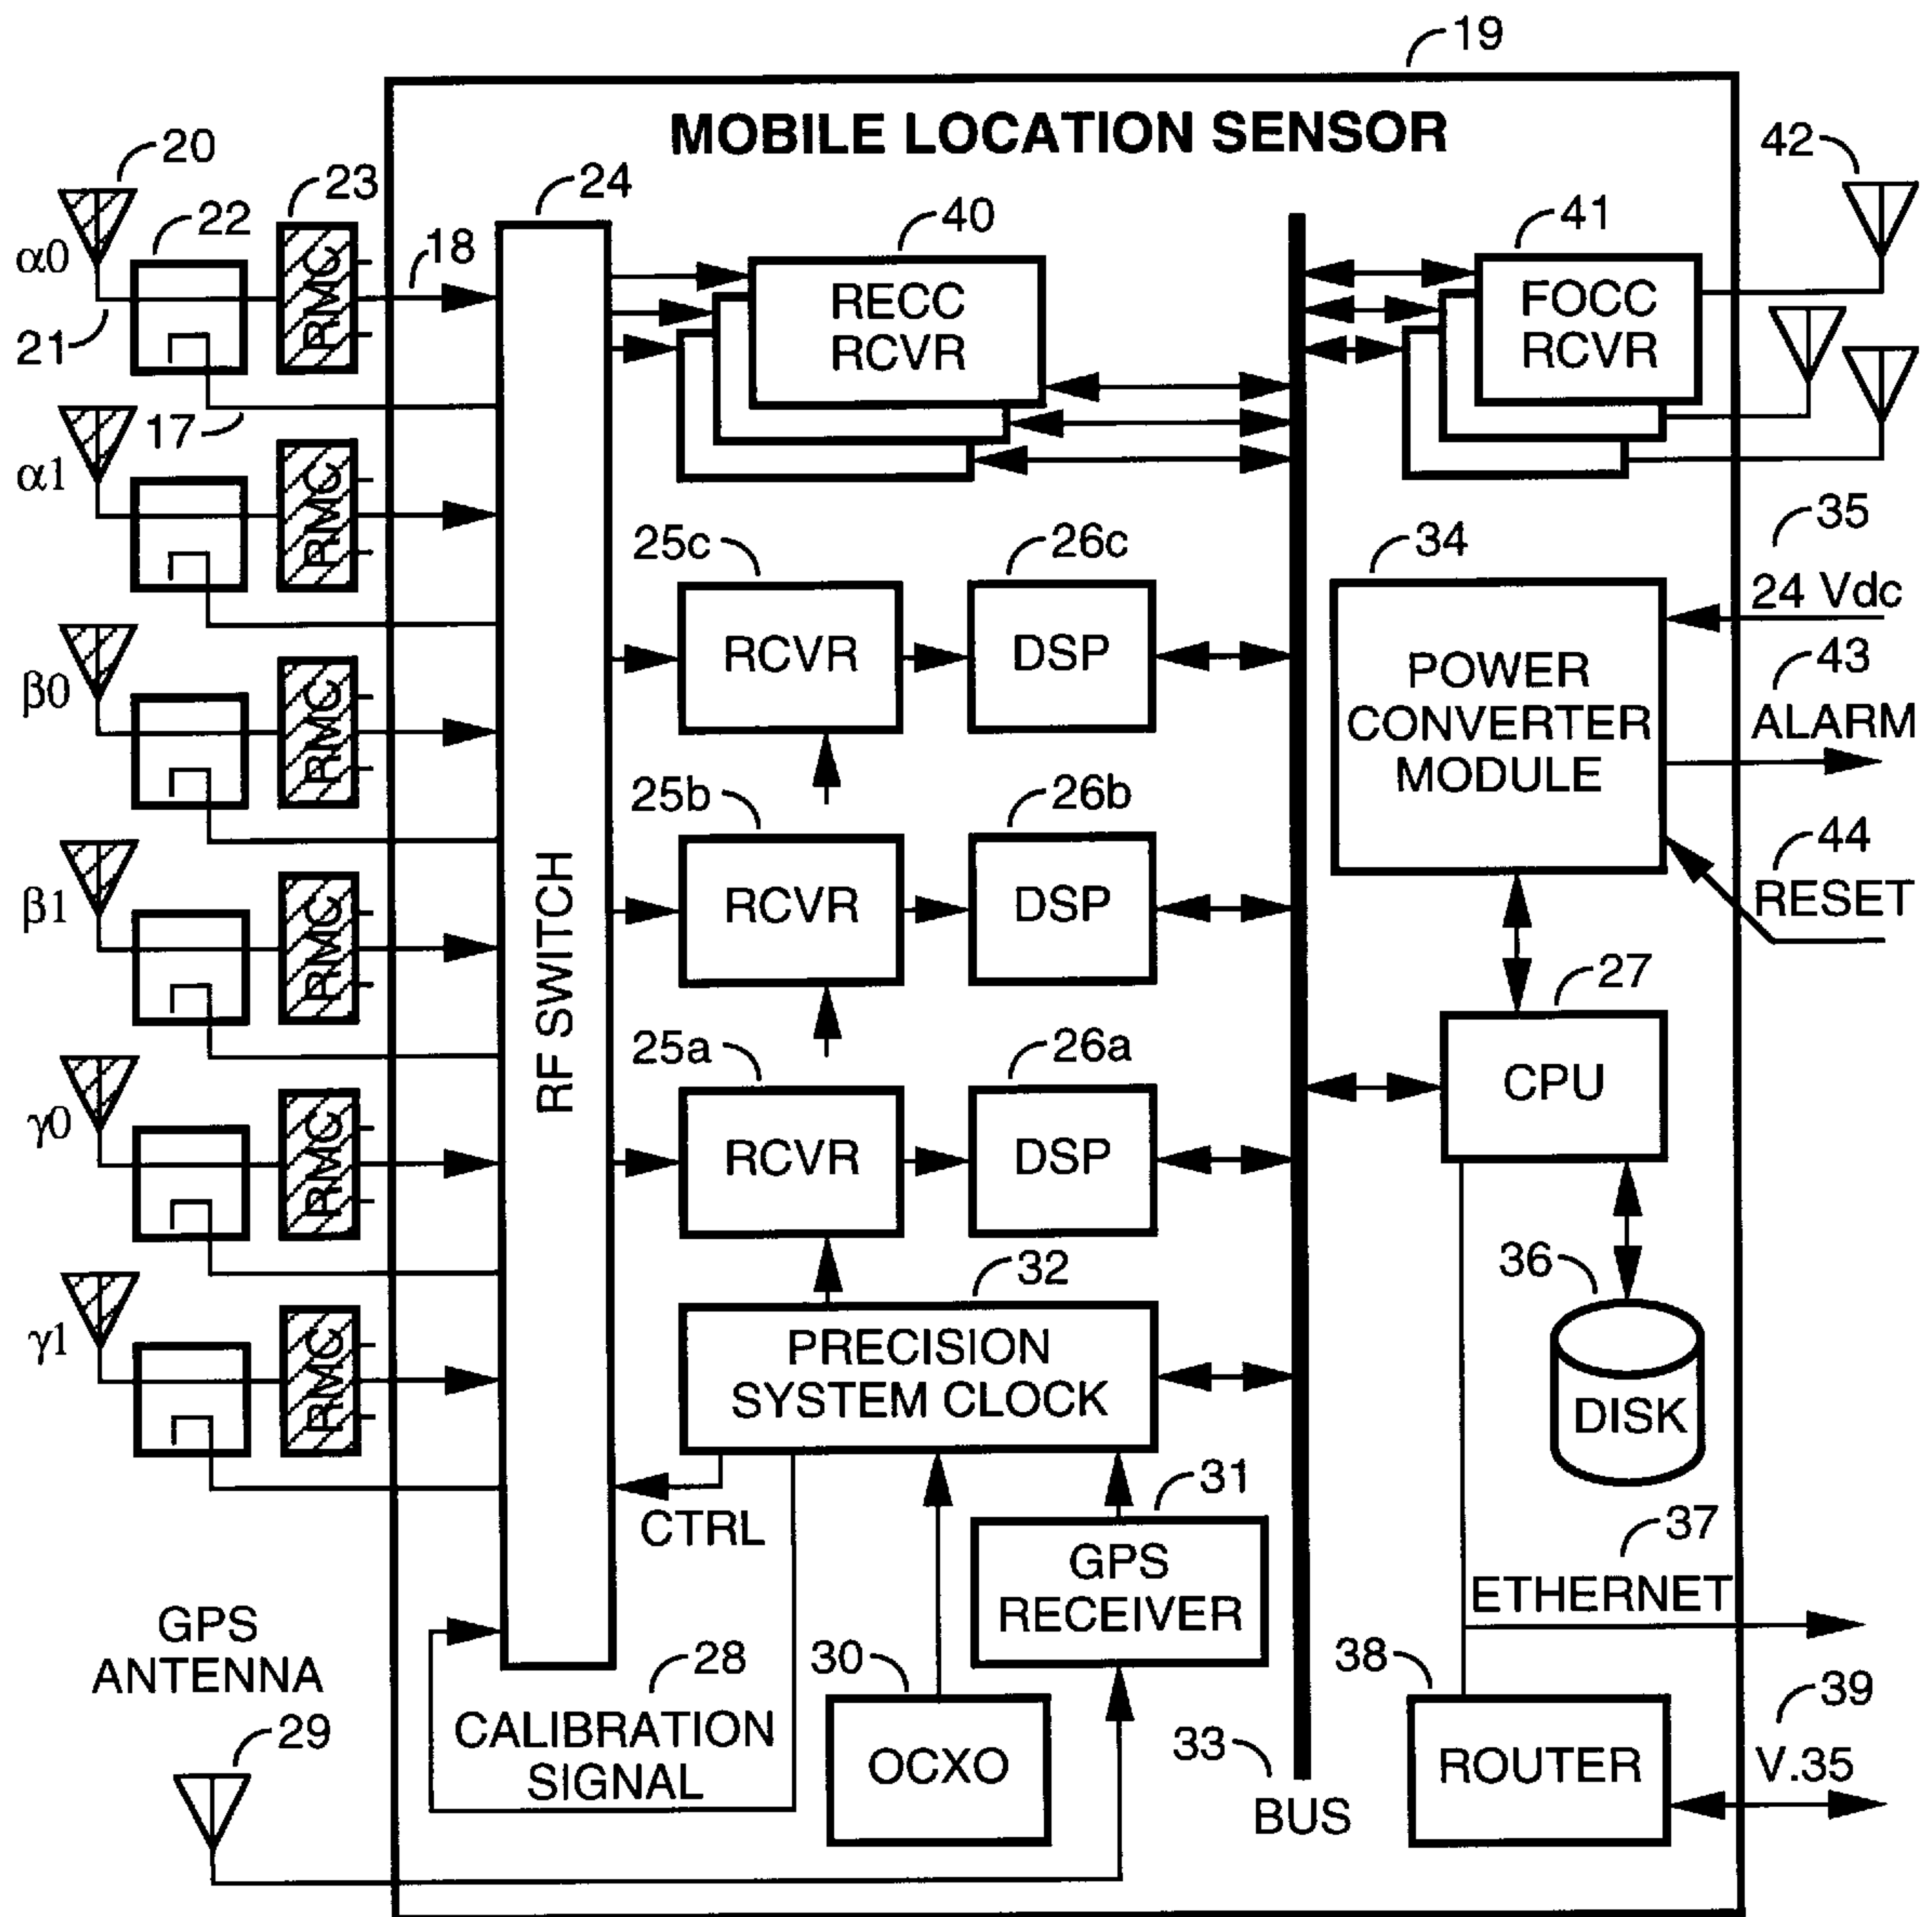 19
MOBILE LOCATION SENSOR
20
23
24
42
22
40
41
α0
18
RMC
RECC
RCVR
FOCC
RCVR
21
17
α1
RMC
25c
26c
34
35
24 Vdc
RCVR
DSP
POWER
CONVERTER
MODULE
43
ALARM
β0
RMC
25b
26b
44
RESET
β1
RMC
RF SWITCH
RCVR
DSP
27
25a
26a
CPU
γ0
RMC
RCVR
DSP
32
36
γ1
RMC
PRECISION
SYSTEM CLOCK
DISK
31
37
CTRL
GPS
RECEIVER
ETHERNET
GPS
ANTENNA
28
30
38
39
CALIBRATION
SIGNAL
29
OCXO
33
BUS
ROUTER
V.35